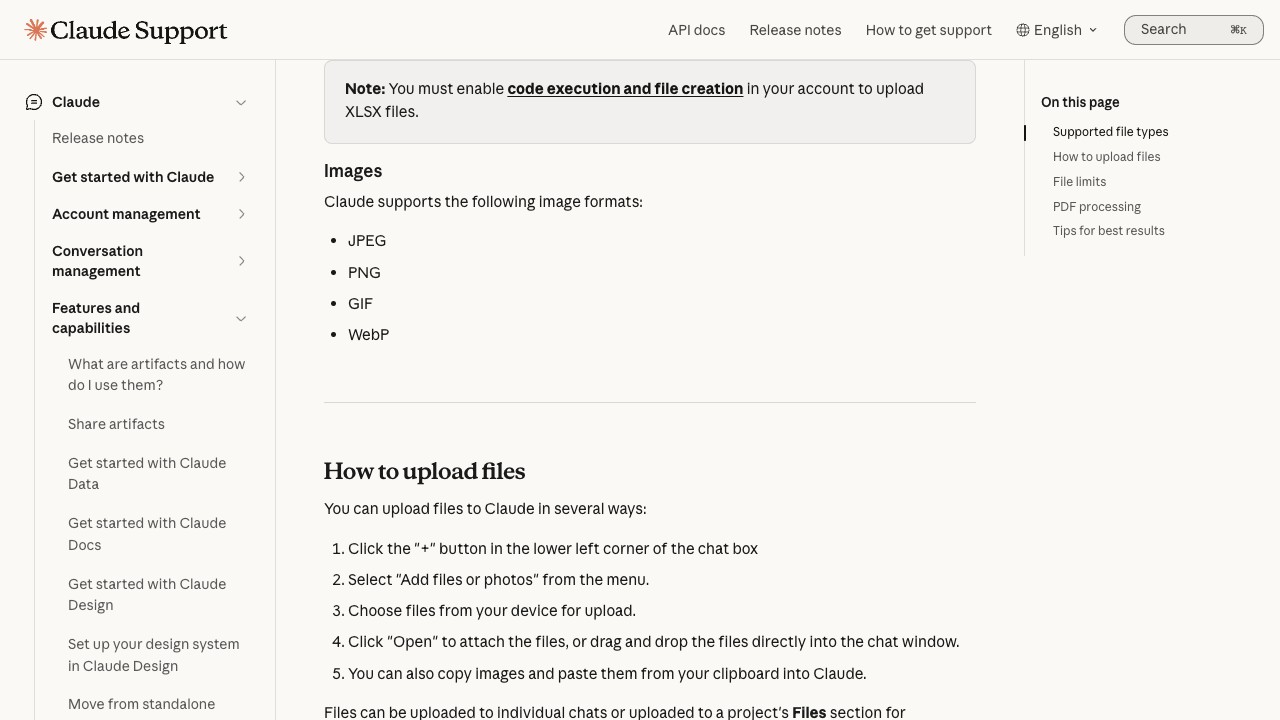 Claude Support
API docs
Release notes
How to get support
English
Search
⌘K
Claude
Release notes
Get started with Claude
Account management
Conversation
management
Features and
capabilities
What are artifacts and how
do I use them?
Share artifacts
Get started with Claude
Data
Get started with Claude
Docs
Get started with Claude
Design
Set up your design system
in Claude Design
Move from standalone
Note: You must enable code execution and file creation in your account to upload
XLSX files.
Images
Claude supports the following image formats:
• JPEG
• PNG
• GIF
• WebP
How to upload files
You can upload files to Claude in several ways:
1. Click the "+" button in the lower left corner of the chat box
2. Select "Add files or photos" from the menu.
3. Choose files from your device for upload.
4. Click "Open" to attach the files, or drag and drop the files directly into the chat window.
5. You can also copy images and paste them from your clipboard into Claude.
Files can be uploaded to individual chats or uploaded to a project's Files section for
On this page
Supported file types
How to upload files
File limits
PDF processing
Tips for best results